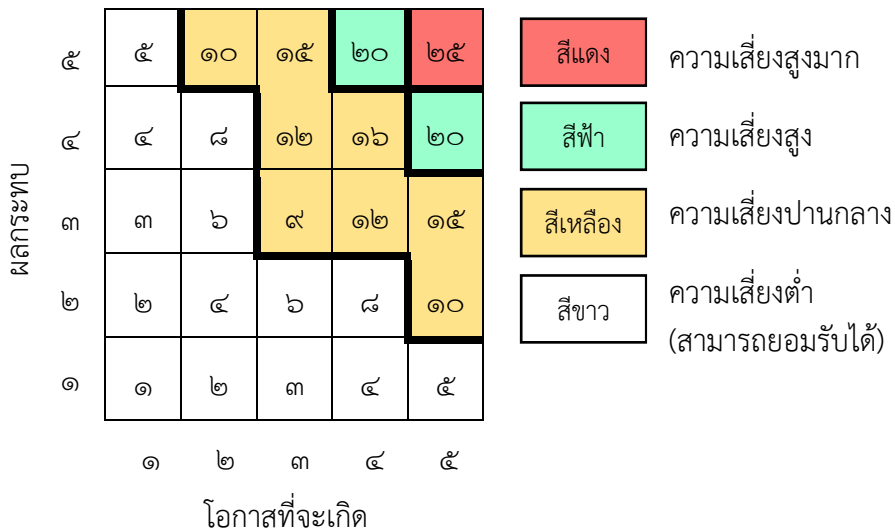 ๕ ๕ ๑๐ ๑๕ ๒๐ ๒๕ สีแดง ความเสี่ยงสูงมาก
๔ ๔ ๘ ๑๒ ๑๖ ๒๐ สีฟ้า ความเสี่ยงสูง
ผลกระทบ
๓ ๓ ๖ ๙ ๑๒ ๑๕ สีเหลือง ความเสี่ยงปานกลาง
๒ ๒ ๔ ๖ ๘ ๑๐ สีขาว ความเสี่ยงต่ำ
(สามารถยอมรับได้)
๑ ๑ ๒ ๓ ๔ ๕
๑ ๒ ๓ ๔ ๕
โอกาสที่จะเกิด